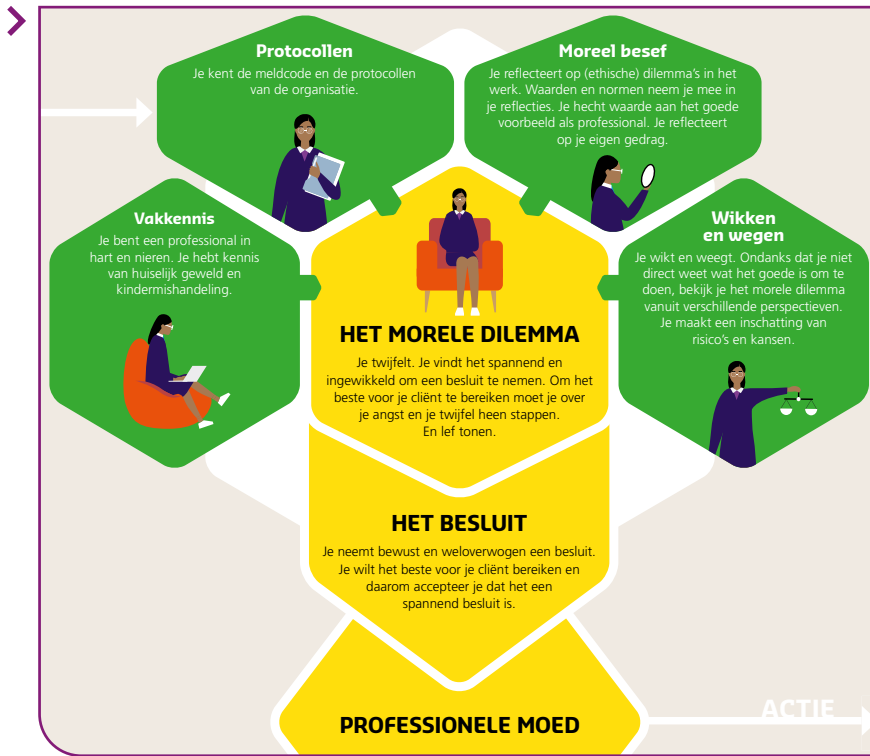 Protocollen
Je kent de meldcode en de protocollen
van de organisatie.
Moreel besef
Je reflecteert op (ethische) dilemma's in het
werk. Waarden en normen neem je mee in
je reflecties. Je hecht waarde aan het goede
voorbeeld als professional. Je reflecteert
op je eigen gedrag.
Vakkennis
Je bent een professional in
hart en nieren. Je hebt kennis
van huiselijk geweld en
kindermishandeling.
Wikken
en wegen
Je wikt en weegt. Ondanks dat je niet
direct weet wat het goede is om te
doen, bekijk je het morele dilemma
vanuit verschillende perspectieven.
Je maakt een inschatting van
risico's en kansen.
HET MORELE DILEMMA
Je twijfelt. Je vindt het spannend en
ingewikkeld om een besluit te nemen. Om het
beste voor je cliënt te bereiken moet je over
je angst en je twijfel heen stappen.
En lef tonen.
HET BESLUIT
Je neemt bewust en weloverwogen een besluit.
Je wilt het beste voor je cliënt bereiken en
daarom accepteer je dat het een
spannend besluit is.
PROFESSIONELE MOED
ACTIE